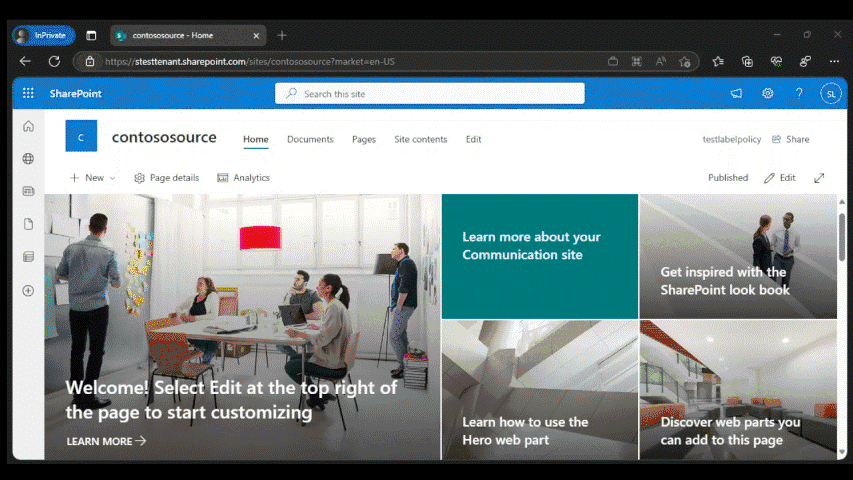 InPrivate
contososource - Home
https://stesttenant.sharepoint.com/sites/contososource?market=en-US
SharePoint
Search this site
SL
C
contososource
Home
Documents
Pages
Site contents
Edit
testlabelpolicy
Share
New
Page details
Analytics
Published
Edit
Welcome! Select Edit at the top right of
the page to start customizing
LEARN MORE
Learn more about your
Communication site
Get inspired with the
SharePoint look book
Learn how to use the
Hero web part
Discover web parts you
can add to this page